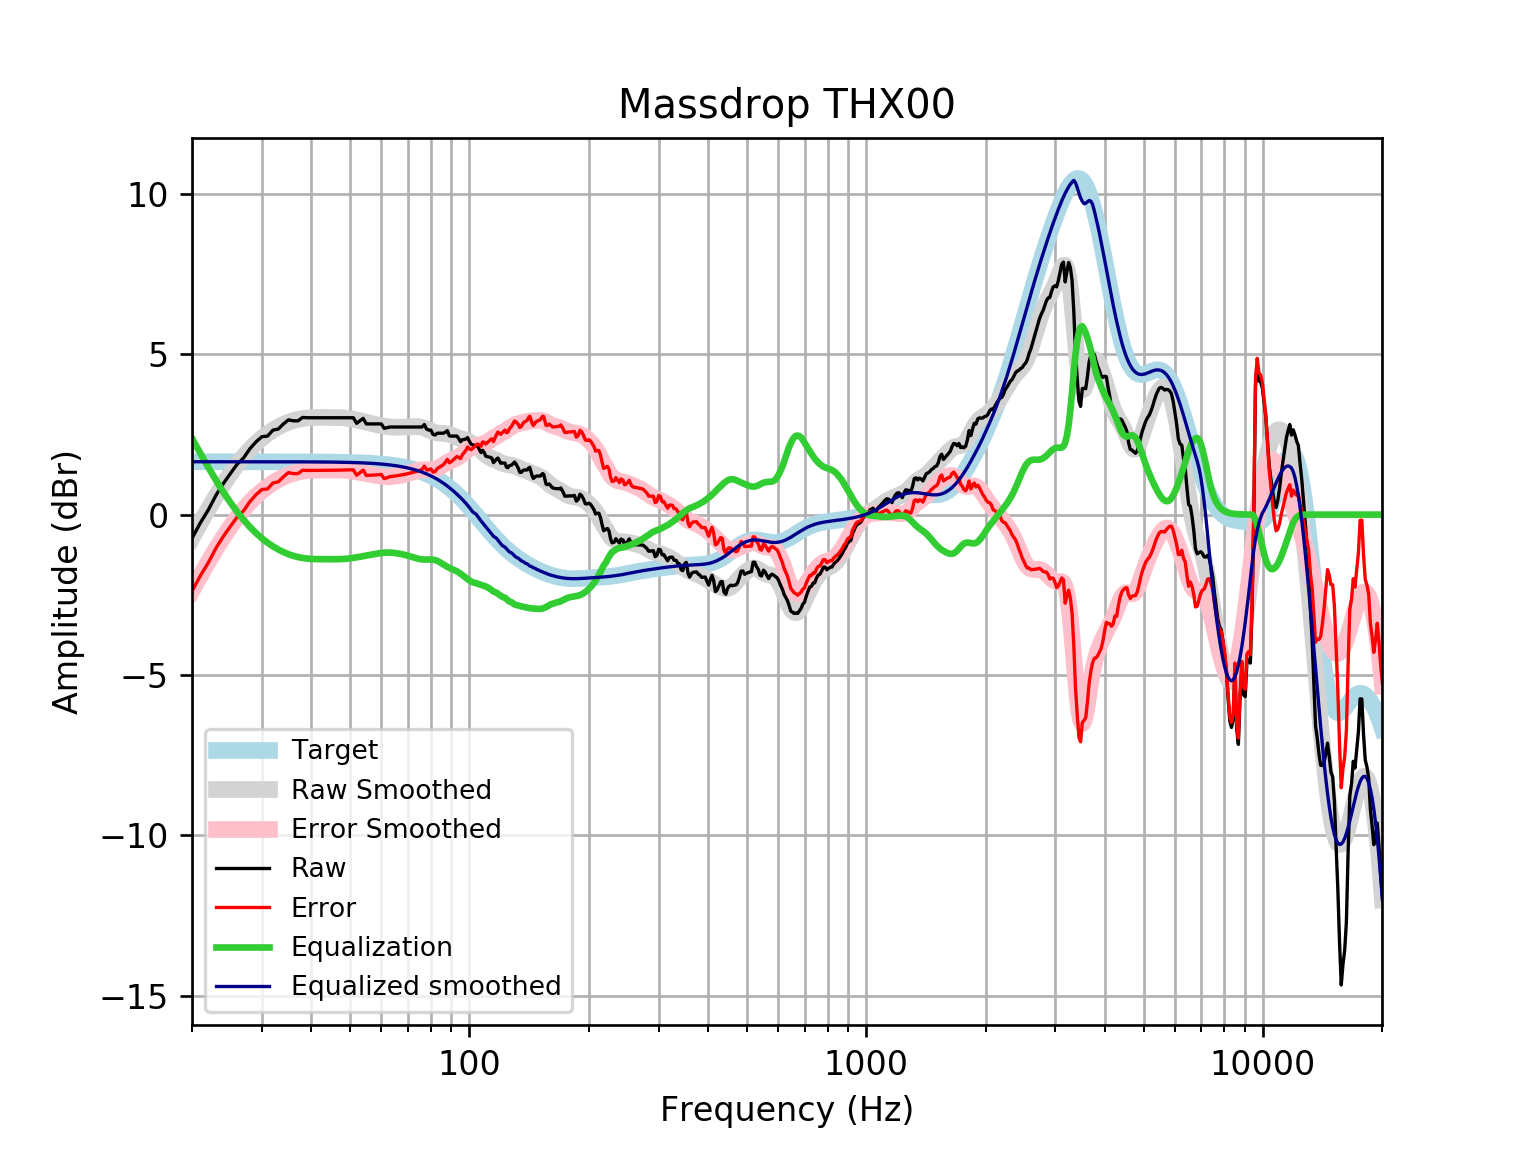 Massdrop THX00
10
5
0
−5
−10
−15
Amplitude (dBr)
Target
Raw Smoothed
Error Smoothed
Raw
Error
Equalization
Equalized smoothed
100
1000
10000
Frequency (Hz)